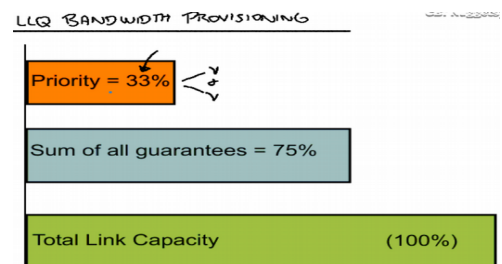 LLQ BANDWIDTH PROVISIONING
Priority = 33%
Sum of all guarantees = 75%
Total Link Capacity (100%)